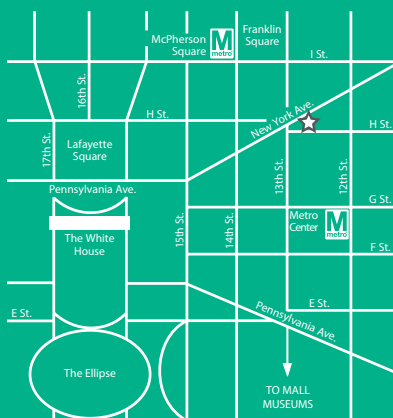 Franklin
Square
McPherson
Square
M
metro
I St.
16th St.
H St.
New York Ave.
H St.
17th St.
Lafayette
Square
13th St.
12th St.
Pennsylvania Ave.
G St.
15th St.
14th St.
Metro
Center
M
metro
The White
House
F St.
E St.
E St.
Pennsylvania Ave.
The Ellipse
TO MALL
MUSEUMS